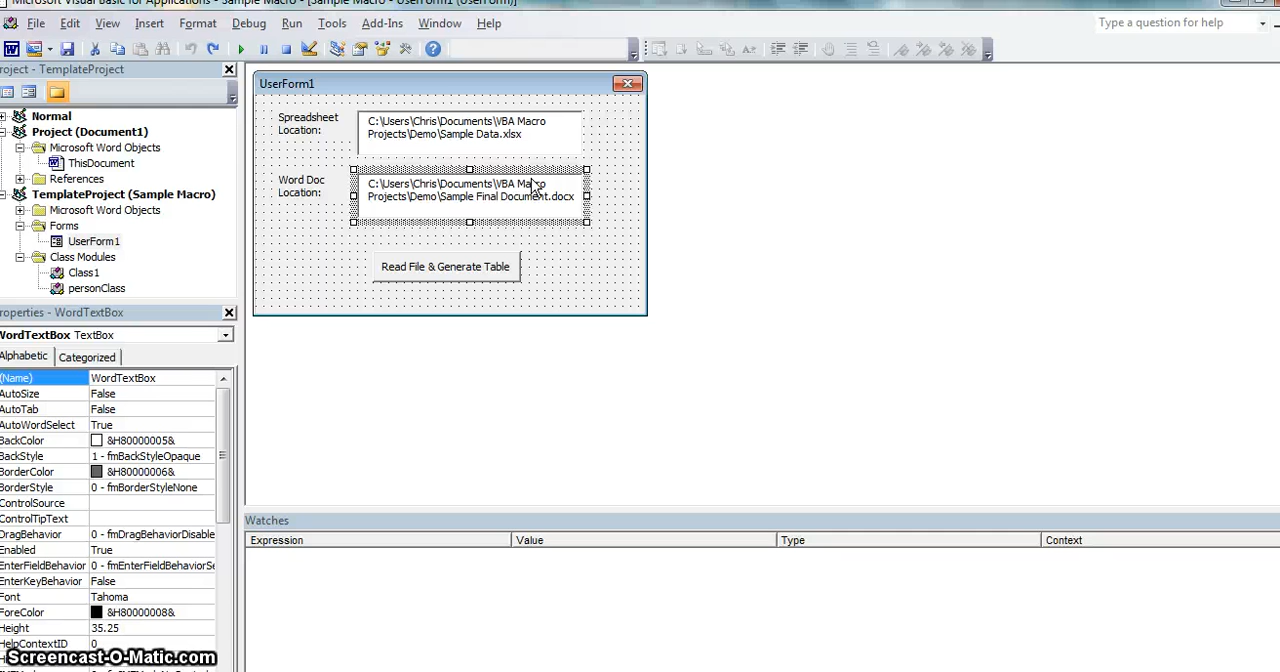 Microsoft Visual Basic for Applications - Sample Macro - [Sample Macro - UserForm1 (UserForm)]
File Edit View Insert Format Debug Run Tools Add-Ins Window Help Type a question for help
roject - TemplateProject
UserForm1
Normal
Project (Document1)
Microsoft Word Objects
ThisDocument
References
TemplateProject (Sample Macro)
Microsoft Word Objects
Forms
UserForm1
Class Modules
Class1
personClass
Spreadsheet
Location:
C:\Users\Chris\Documents\VBA Macro
Projects\Demo\Sample Data.xlsx
Word Doc
Location:
C:\Users\Chris\Documents\VBA Macro
Projects\Demo\Sample Final Document.docx
Read File & Generate Table
roperties - WordTextBox
WordTextBox TextBox
Alphabetic Categorized
(Name) WordTextBox
AutoSize False
AutoTab False
AutoWordSelect True
BackColor &H80000005&
BackStyle 1 - fmBackStyleOpaque
BorderColor &H80000006&
BorderStyle 0 - fmBorderStyleNone
ControlSource
ControlTipText
DragBehavior 0 - fmDragBehaviorDisable
Enabled True
EnterFieldBehavior 0 - fmEnterFieldBehaviorSe
EnterKeyBehavior False
Font Tahoma
ForeColor &H80000008&
Height 35.25
HelpContextID 0
Watches
Expression Value Type Context
Screencast-O-Matic.com